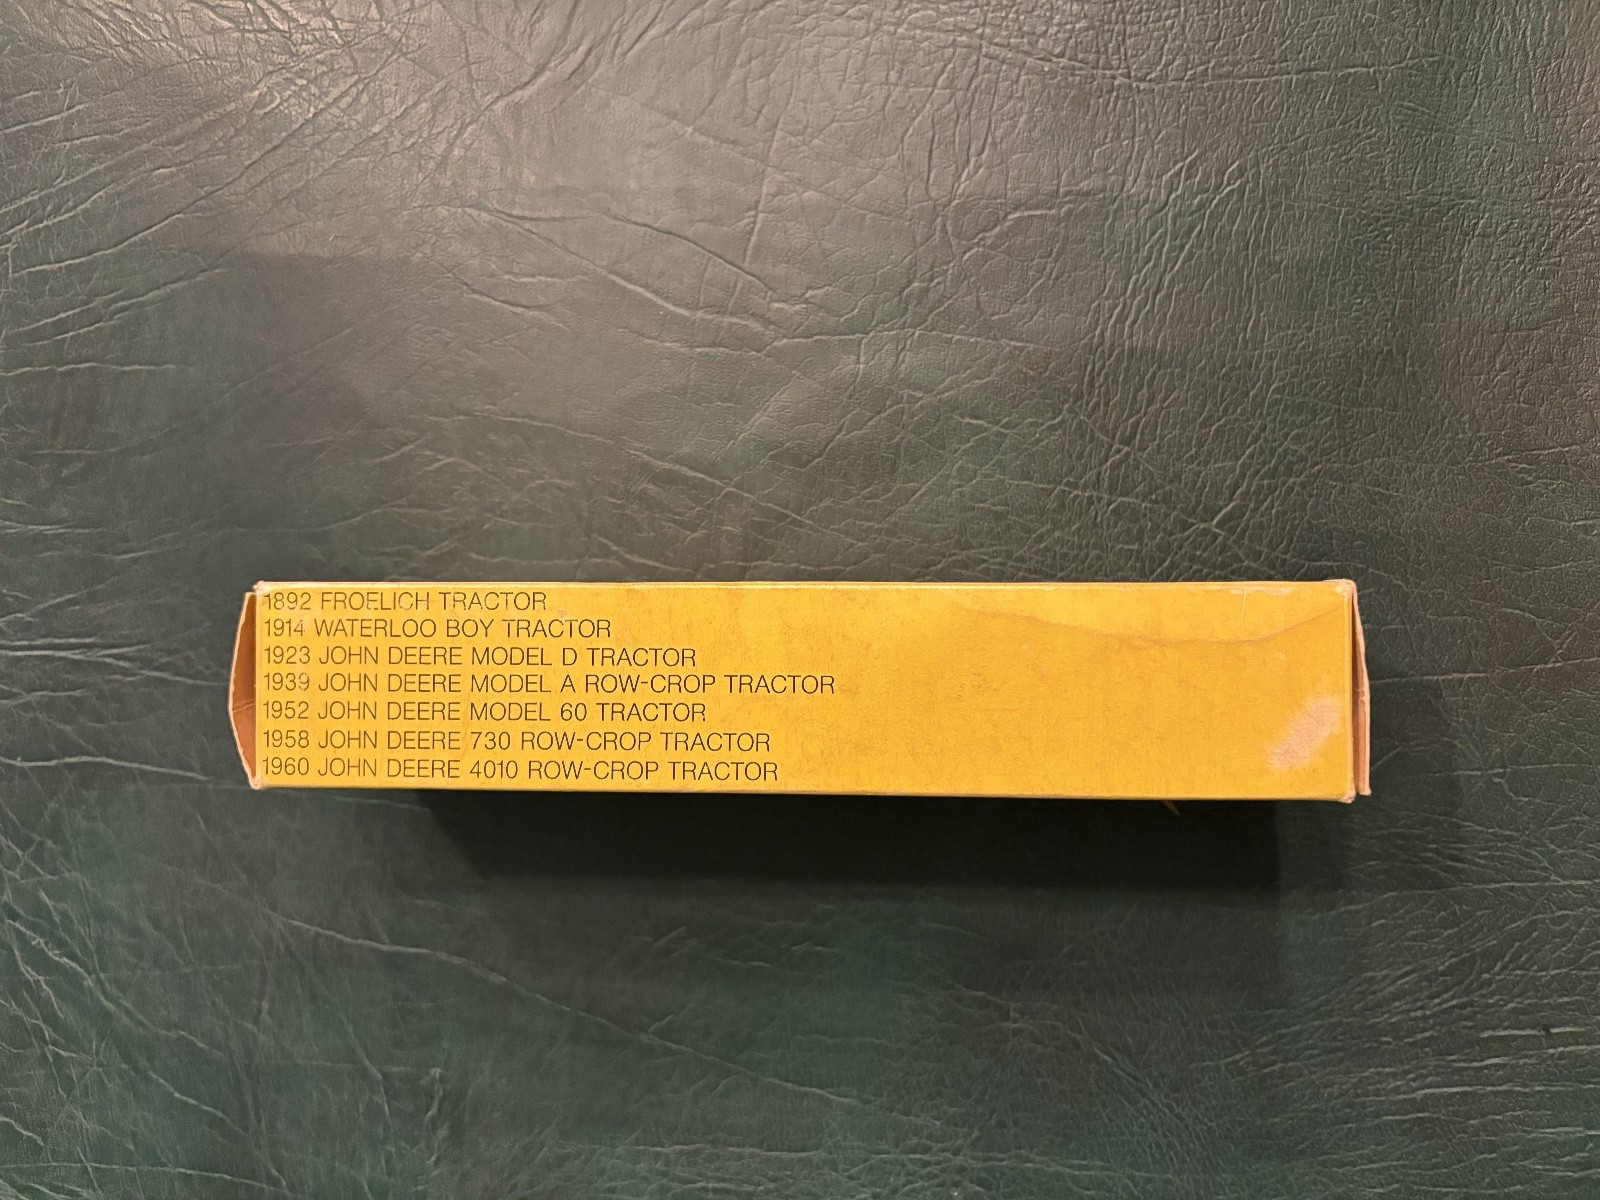 1892 FROELICH TRACTOR
1914 WATERLOO BOY TRACTOR
1923 JOHN DEERE MODEL D TRACTOR
1939 JOHN DEERE MODEL A ROW-CROP TRACTOR
1952 JOHN DEERE MODEL 60 TRACTOR
1958 JOHN DEERE 730 ROW-CROP TRACTOR
1960 JOHN DEERE 4010 ROW-CROP TRACTOR